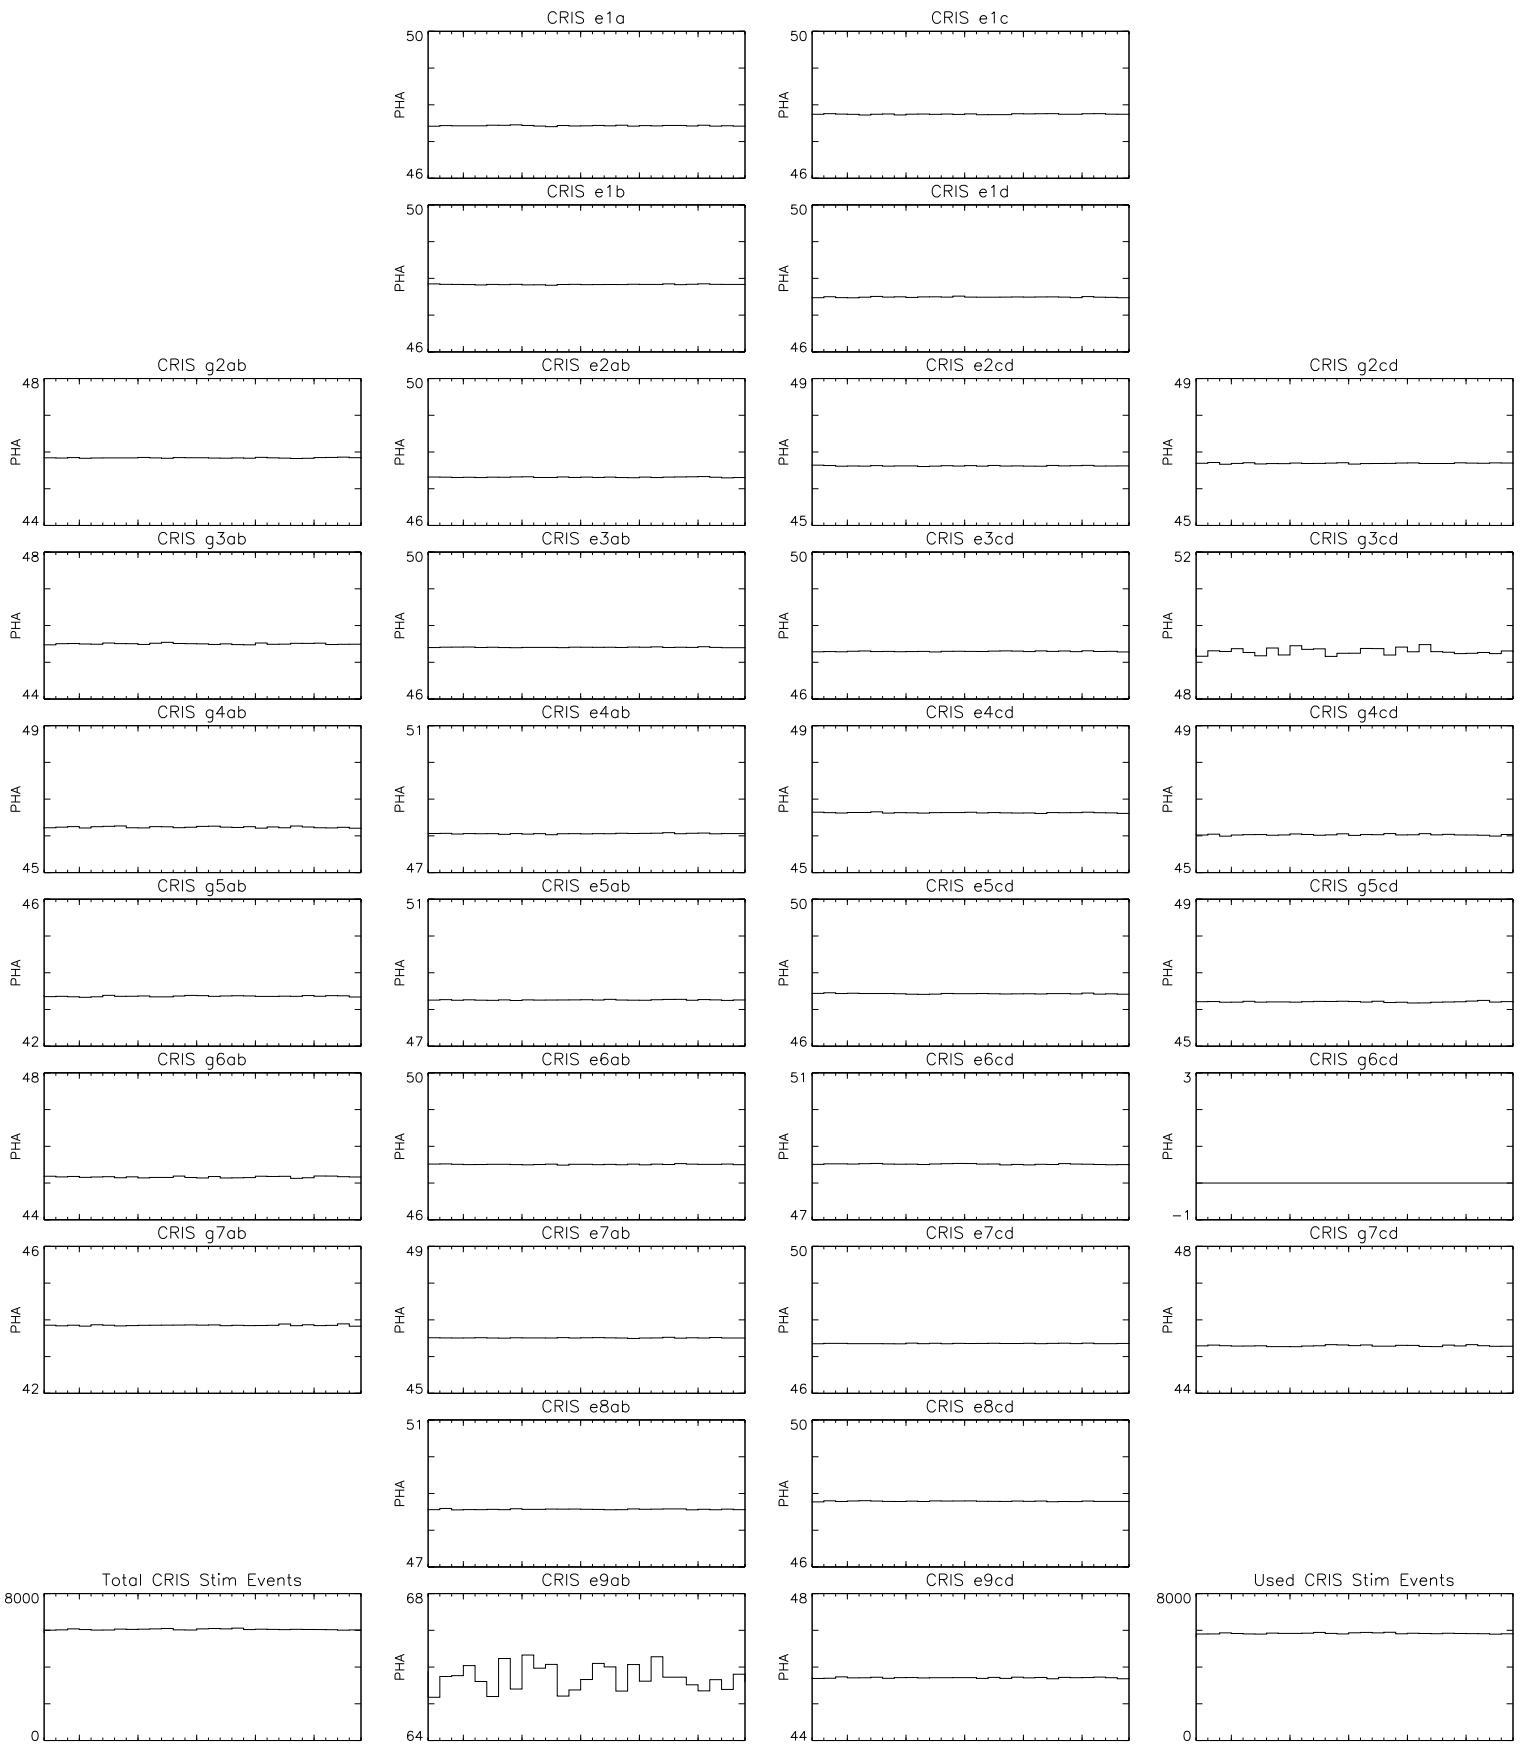 CRIS e1a
CRIS e1c
50
PHA
46
50
PHA
46
CRIS e1b
CRIS e1d
50
PHA
46
50
PHA
46
CRIS g2ab
CRIS e2ab
CRIS e2cd
CRIS g2cd
48
PHA
44
50
PHA
46
49
PHA
45
49
PHA
45
CRIS g3ab
CRIS e3ab
CRIS e3cd
CRIS g3cd
48
PHA
44
50
PHA
46
50
PHA
46
52
PHA
48
CRIS g4ab
CRIS e4ab
CRIS e4cd
CRIS g4cd
49
PHA
45
51
PHA
47
49
PHA
45
49
PHA
45
CRIS g5ab
CRIS e5ab
CRIS e5cd
CRIS g5cd
46
PHA
42
51
PHA
47
50
PHA
46
49
PHA
45
CRIS g6ab
CRIS e6ab
CRIS e6cd
CRIS g6cd
48
PHA
44
50
PHA
46
51
PHA
47
3
PHA
-1
CRIS g7ab
CRIS e7ab
CRIS e7cd
CRIS g7cd
46
PHA
42
49
PHA
45
50
PHA
46
48
PHA
44
CRIS e8ab
CRIS e8cd
51
PHA
47
50
PHA
46
Total CRIS Stim Events
CRIS e9ab
CRIS e9cd
Used CRIS Stim Events
8000
0
68
PHA
64
48
PHA
44
8000
0